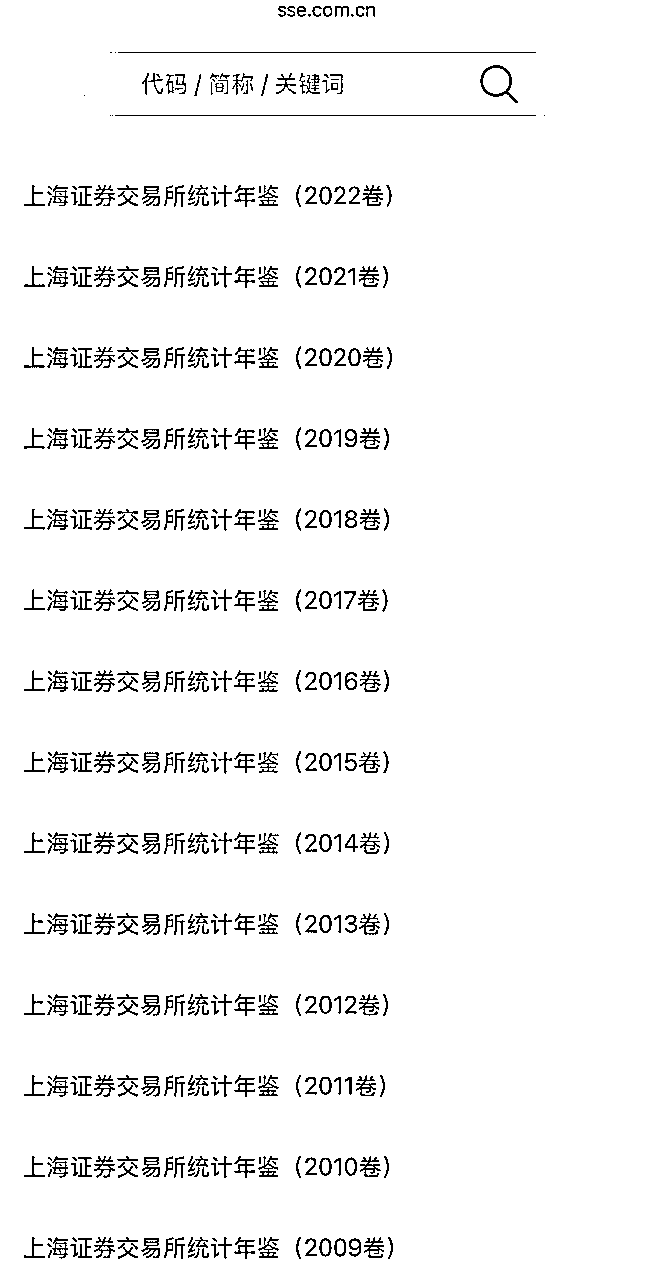 sse.com.cn
代码 / 简称 / 关键词
上海证券交易所统计年鉴（2022卷）
上海证券交易所统计年鉴（2021卷）
上海证券交易所统计年鉴（2020卷）
上海证券交易所统计年鉴（2019卷）
上海证券交易所统计年鉴（2018卷）
上海证券交易所统计年鉴（2017卷）
上海证券交易所统计年鉴（2016卷）
上海证券交易所统计年鉴（2015卷）
上海证券交易所统计年鉴（2014卷）
上海证券交易所统计年鉴（2013卷）
上海证券交易所统计年鉴（2012卷）
上海证券交易所统计年鉴（2011卷）
上海证券交易所统计年鉴（2010卷）
上海证券交易所统计年鉴（2009卷）